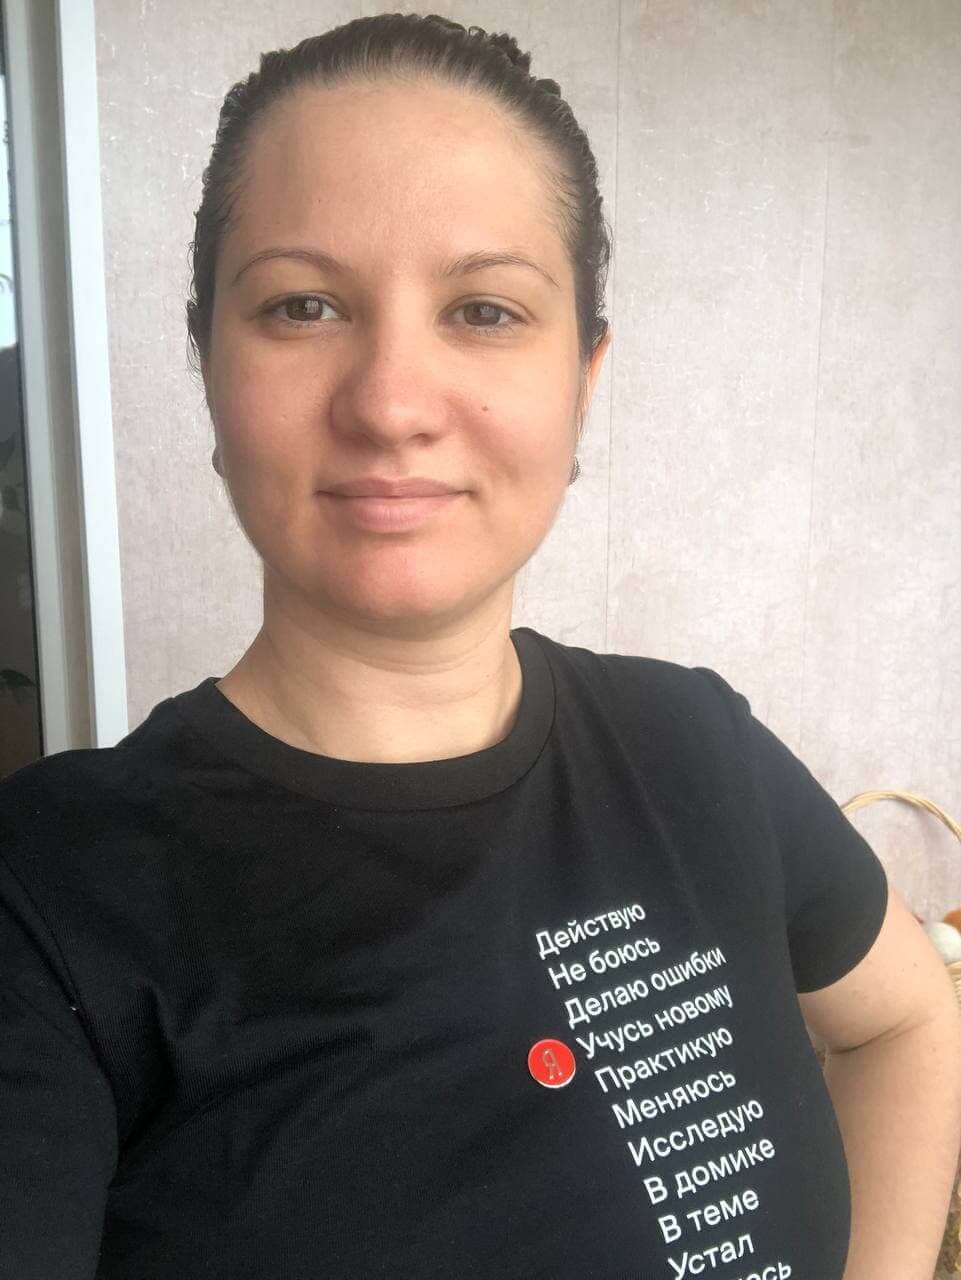 Действую
Не боюсь
Делаю ошибки
Учусь новому
Я
Практикую
Меняюсь
Исследую
В домике
В теме
Устал